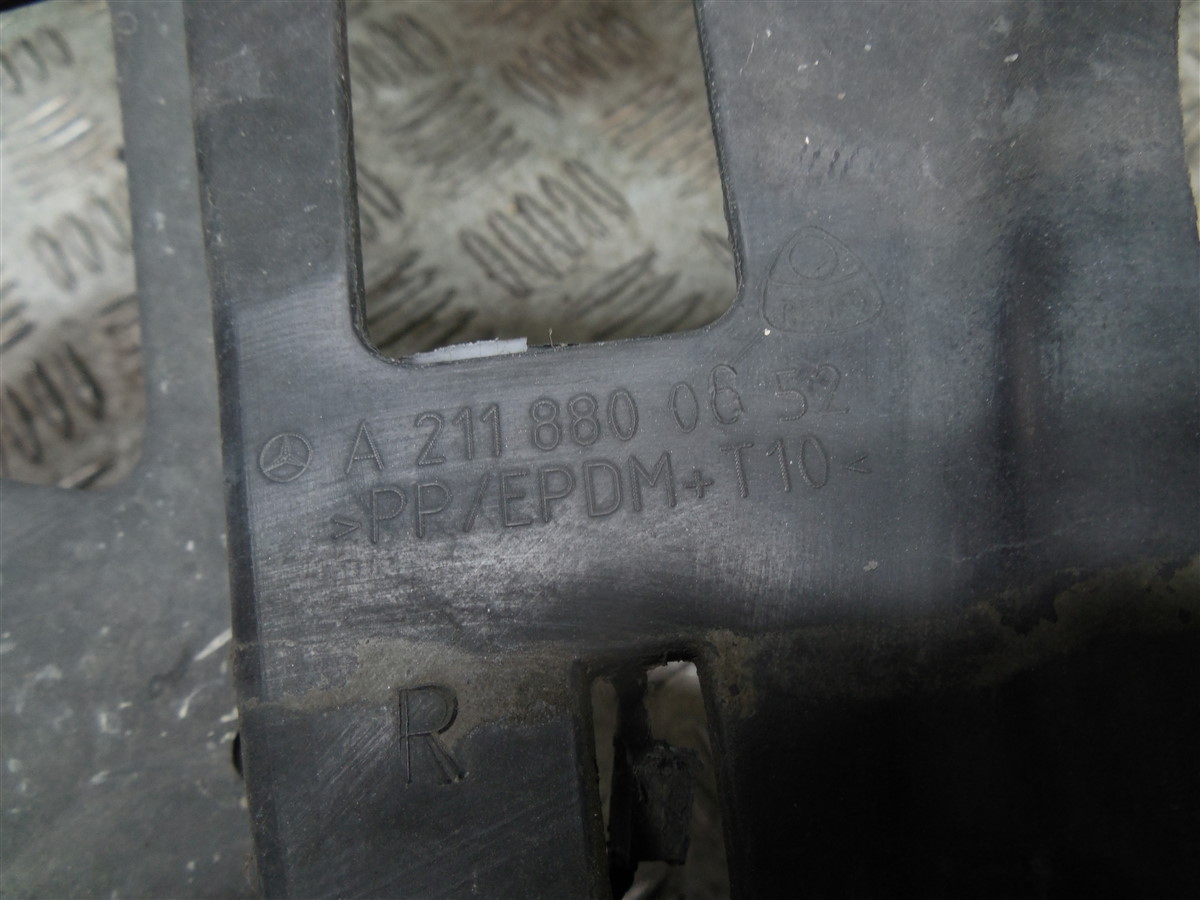 A 211 880 06 52
>PP/EPDM+T10<
R